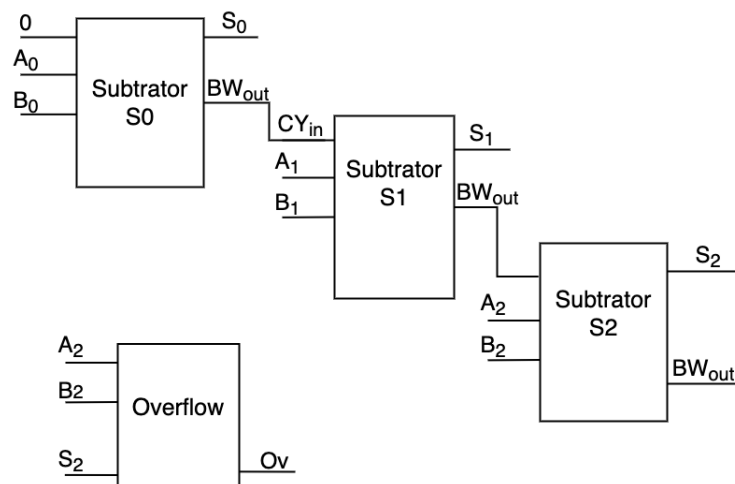 0
S₀
A₀
B₀
Subtrator
S0
BWout
CYin
A₁
B₁
Subtrator
S1
S₁
BWout
A₂
B₂
Subtrator
S2
S₂
BWout
A₂
B₂
S₂
Overflow
Ov